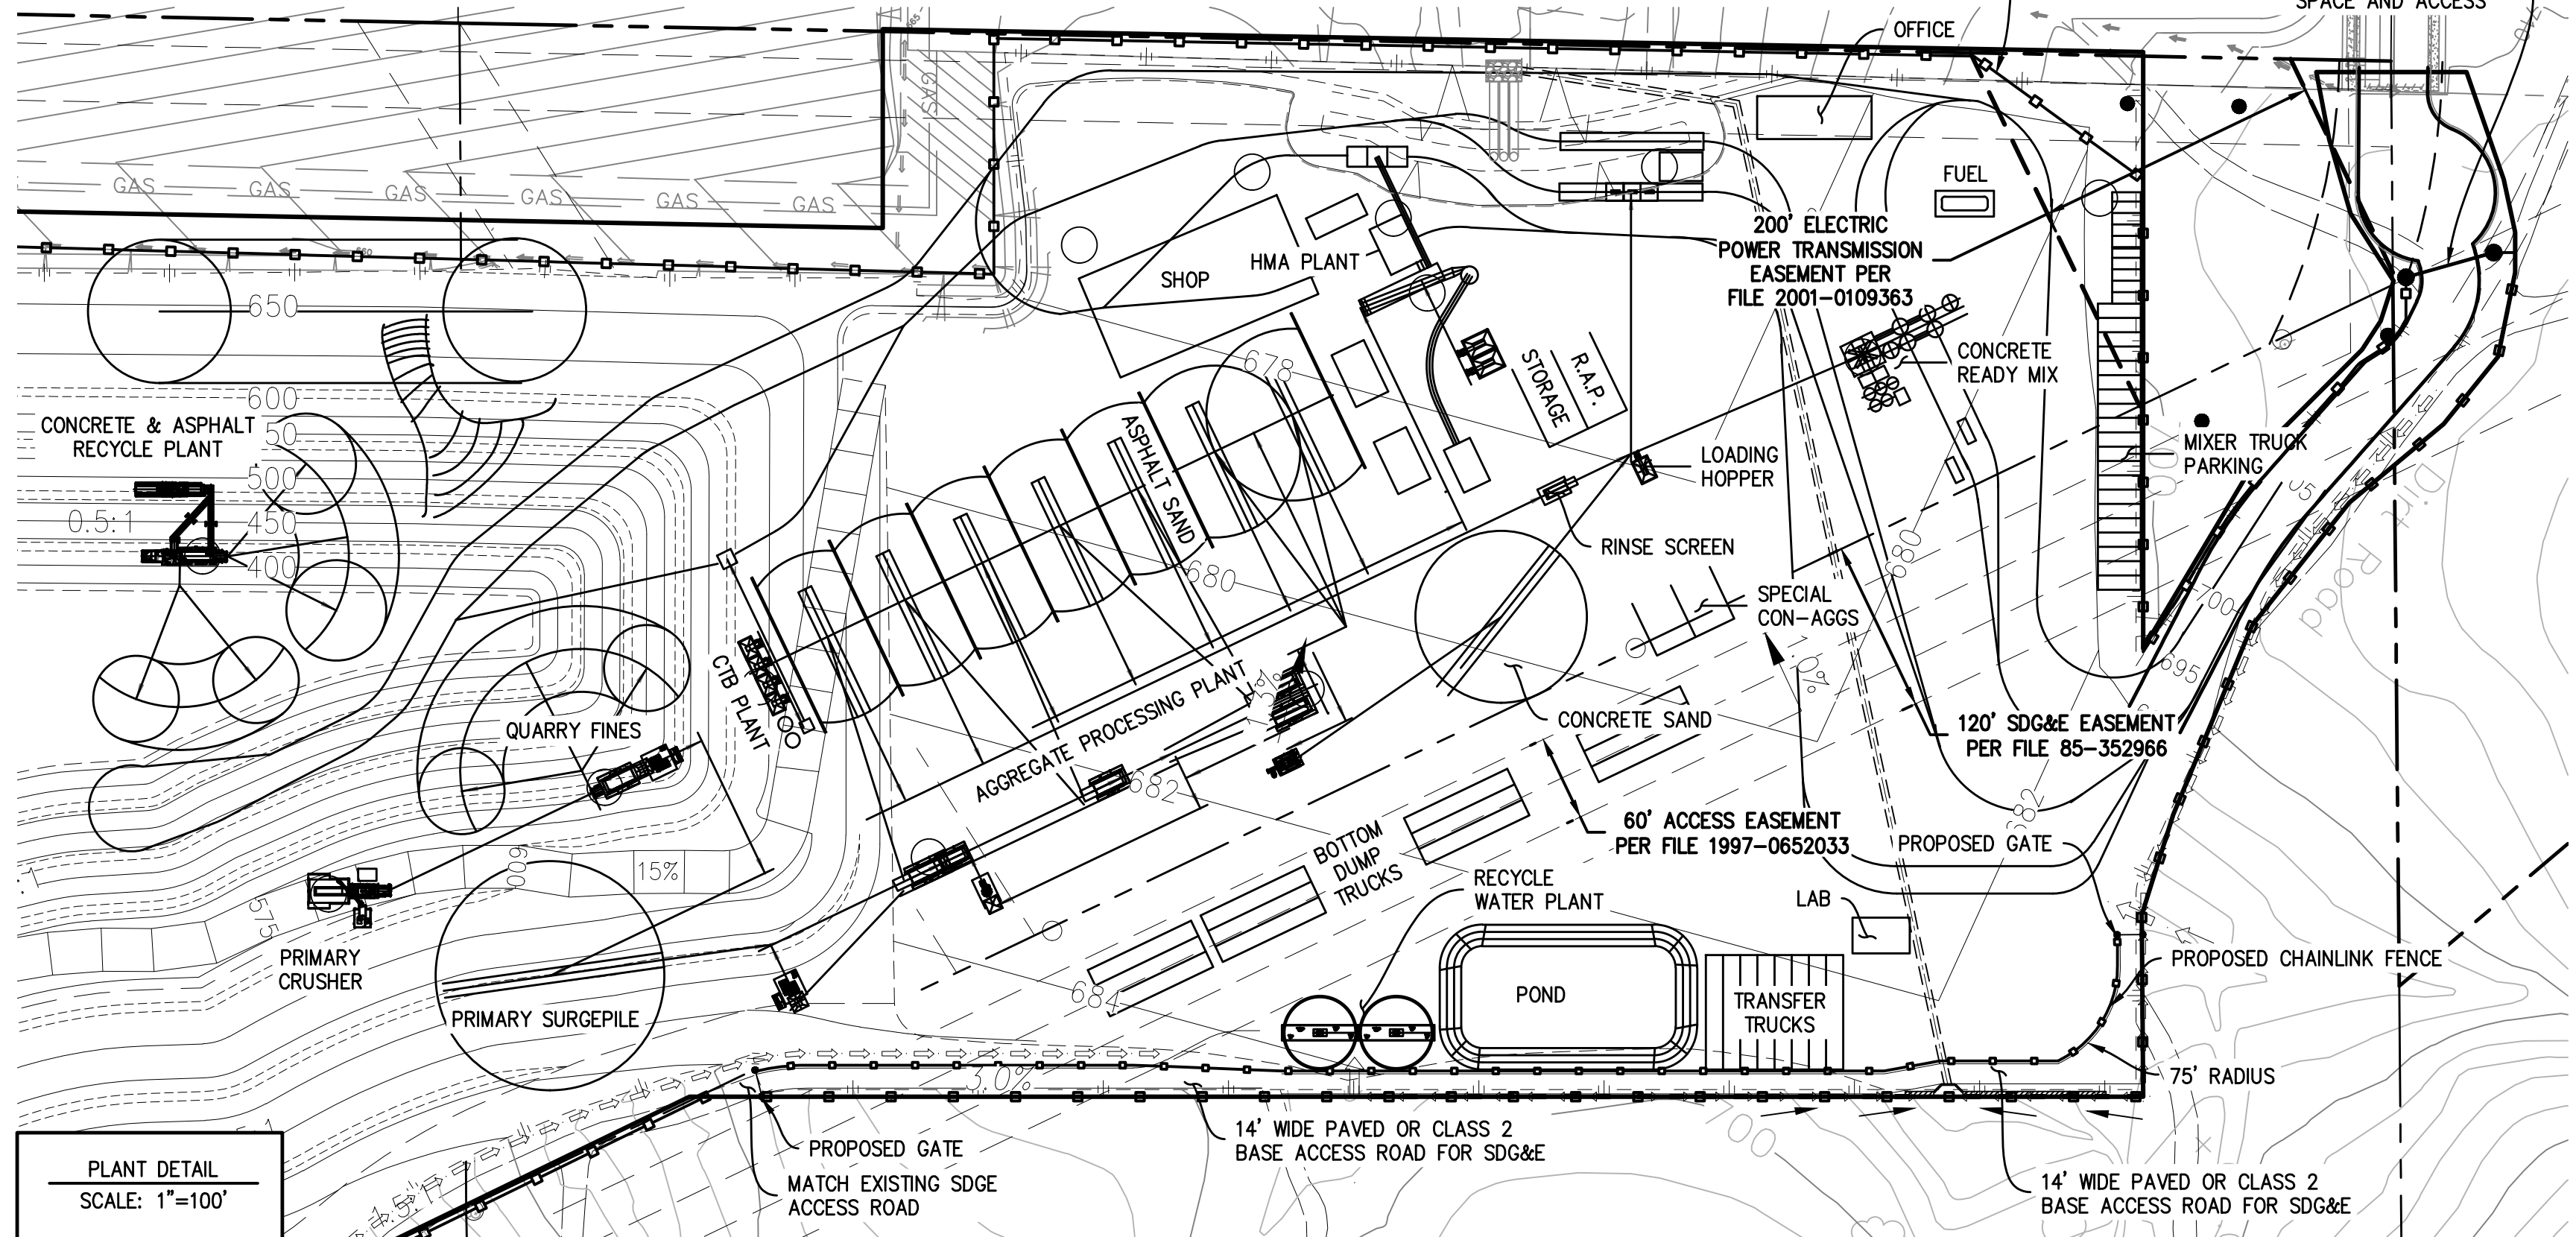 SPACE AND ACCESS
OFFICE
665
GAS
GAS
GAS
GAS
GAS
GAS
GAS
660
FUEL
200' ELECTRIC
POWER TRANSMISSION
EASEMENT PER
FILE 2001-0109363
HMA PLANT
SHOP
650
600
CONCRETE & ASPHALT
RECYCLE PLANT
50
500
0.5:1
450
400
678
ASPHALT SAND
R.A.P.
STORAGE
CONCRETE
READY MIX
MIXER TRUCK
PARKING
LOADING
HOPPER
RINSE SCREEN
680
680
SPECIAL
CON-AGGS
Dirt Road
700
695
CTB PLANT
AGGREGATE PROCESSING PLANT
QUARRY FINES
CONCRETE SAND
120' SDG&E EASEMENT
PER FILE 85-352966
682
682
60' ACCESS EASEMENT
PER FILE 1997-0652033
PROPOSED GATE
BOTTOM
DUMP
TRUCKS
RECYCLE
WATER PLANT
LAB
15%
600
575
PRIMARY
CRUSHER
PRIMARY SURGEPILE
684
POND
TRANSFER
TRUCKS
PROPOSED CHAINLINK FENCE
75' RADIUS
3.0%
PROPOSED GATE
MATCH EXISTING SDGE
ACCESS ROAD
14' WIDE PAVED OR CLASS 2
BASE ACCESS ROAD FOR SDG&E
14' WIDE PAVED OR CLASS 2
BASE ACCESS ROAD FOR SDG&E
1.5:1
PLANT DETAIL
SCALE: 1"=100'